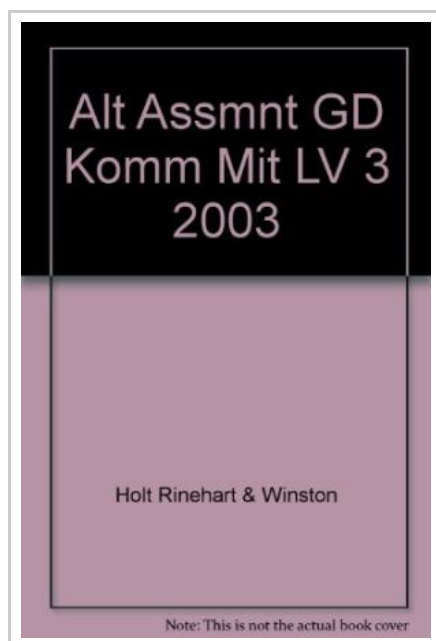 Alt Assmnt GD
Komm Mit LV 3
2003
Holt Rinehart & Winston
Note: This is not the actual book cover